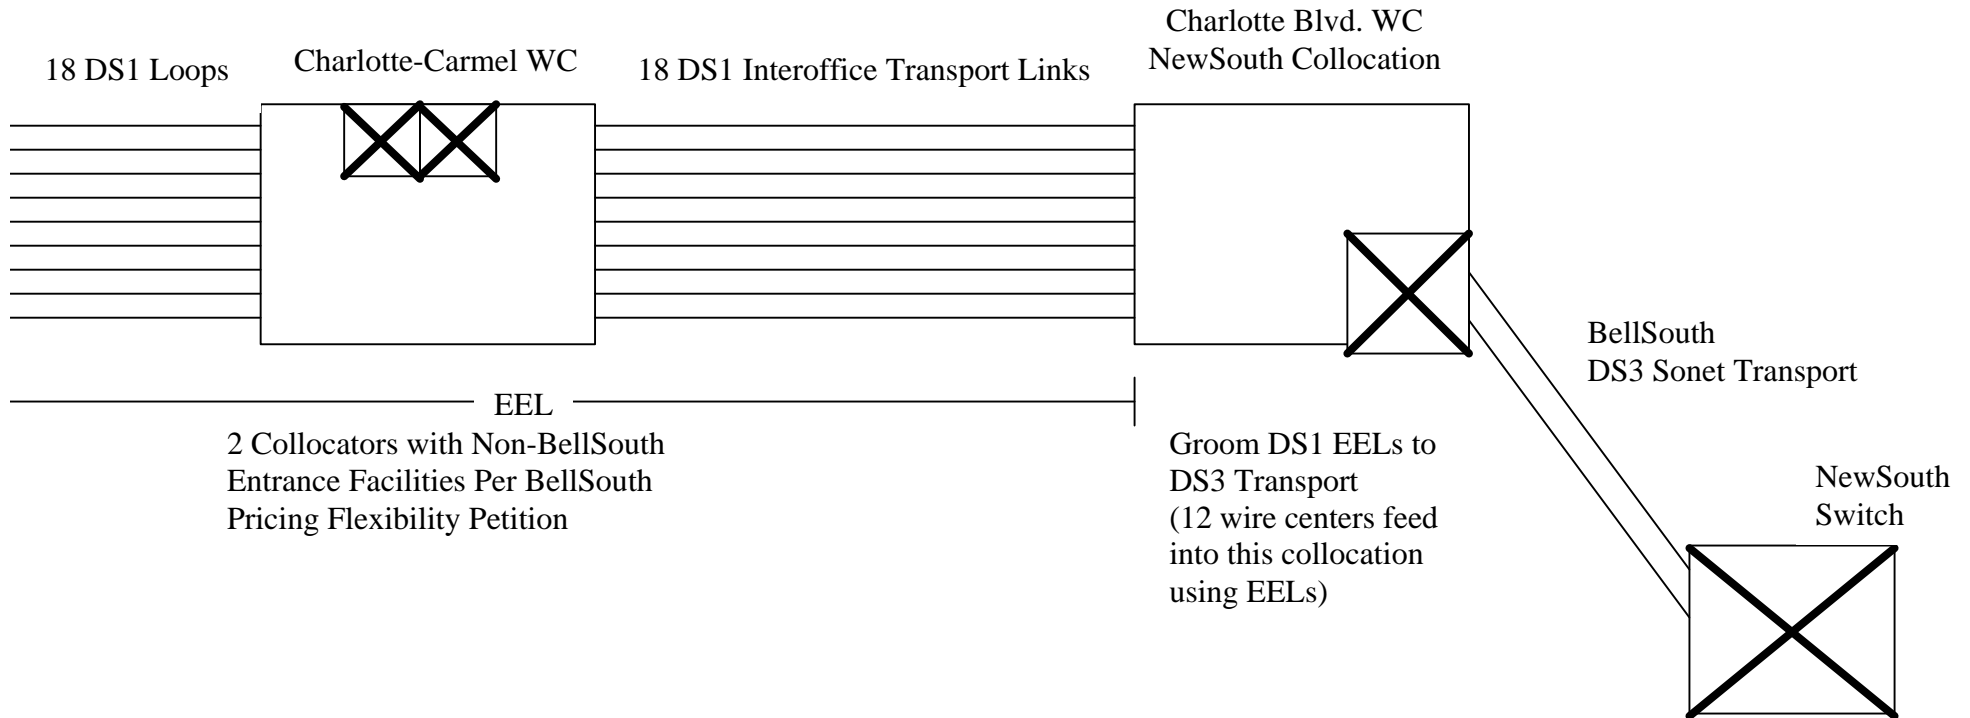 Charlotte Blvd. WC
NewSouth Collocation
18 DS1 Loops
Charlotte-Carmel WC
18 DS1 Interoffice Transport Links
BellSouth
DS3 Sonet Transport
EEL
2 Collocators with Non-BellSouth
Entrance Facilities Per BellSouth
Pricing Flexibility Petition
Groom DS1 EELs to
DS3 Transport
(12 wire centers feed
into this collocation
using EELs)
NewSouth
Switch